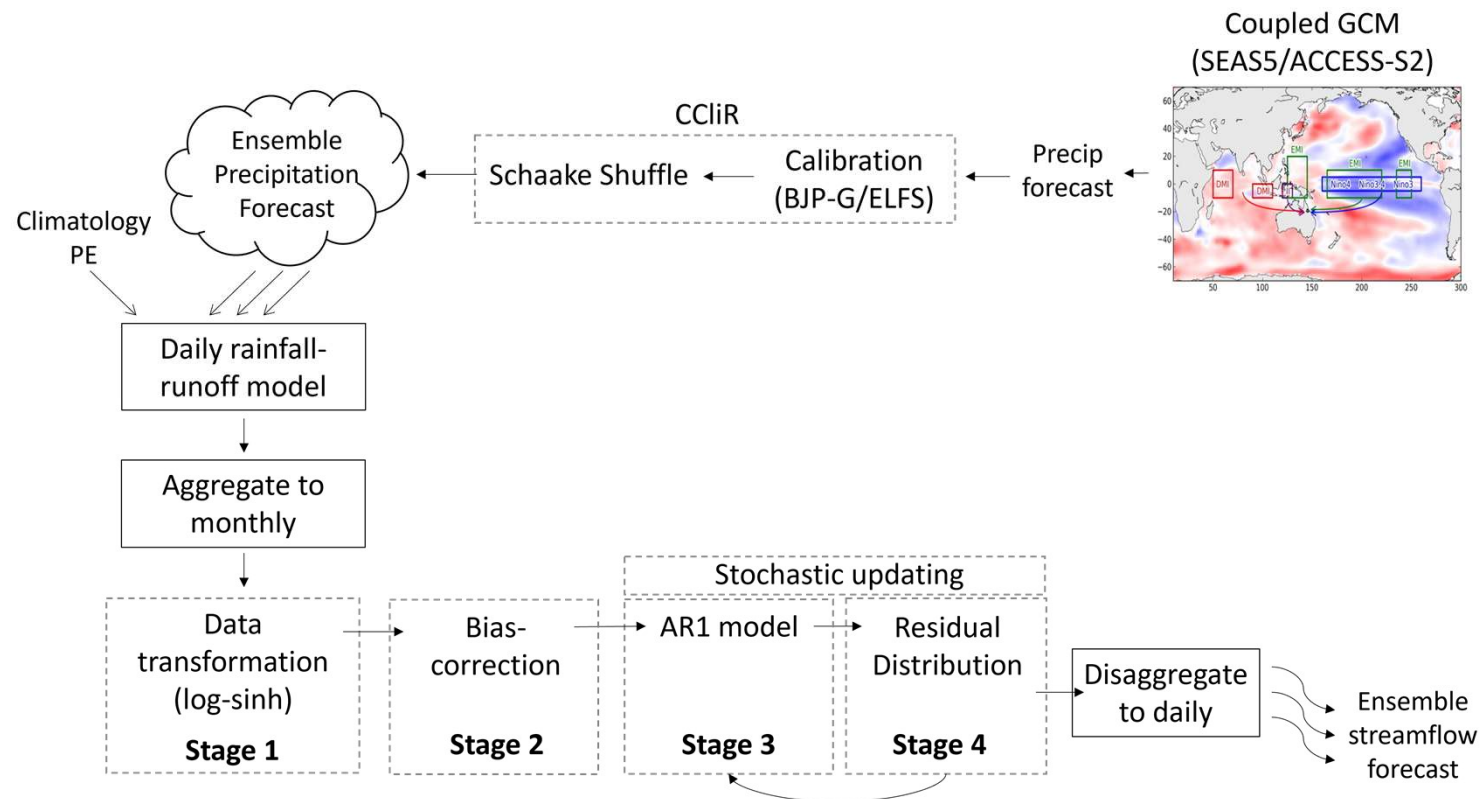 Coupled GCM
(SEAS5/ACCESS-S2)
60
40
20
0
−20
−40
−60
50
100
150
200
250
300
EMI
EMI
EMI
DMI
DMI
Nino4
Nino3.4
Nino3
Precip
forecast
CCliR
Calibration
(BJP-G/ELFS)
Schaake Shuffle
Ensemble
Precipitation
Forecast
Climatology
PE
Daily rainfall-
runoff model
Aggregate to
monthly
Data
transformation
(log-sinh)
Stage 1
Bias-
correction
Stage 2
Stochastic updating
AR1 model
Stage 3
Residual
Distribution
Stage 4
Disaggregate
to daily
Ensemble
streamflow
forecast